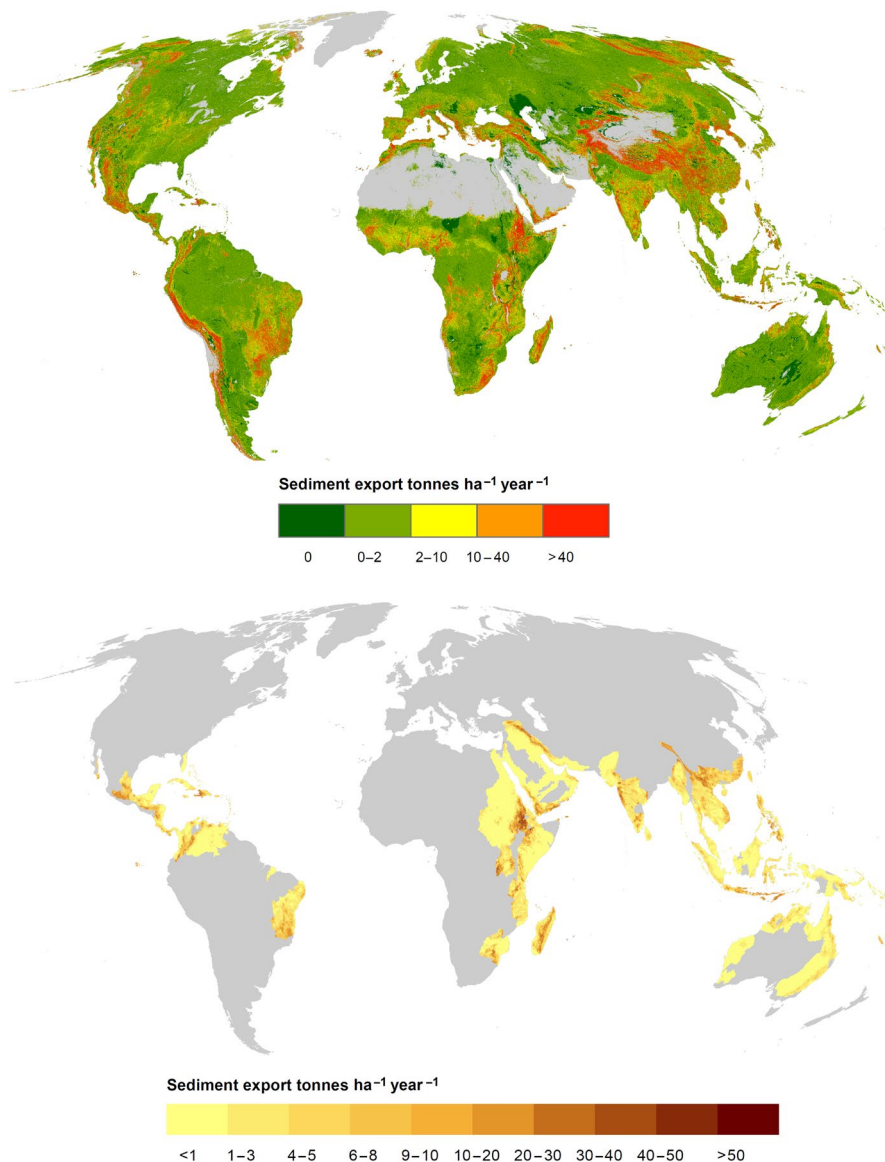 Sediment export tonnes ha⁻¹ year⁻¹
0 0–2 2–10 10–40 >40
Sediment export tonnes ha⁻¹ year⁻¹
<1 1–3 4–5 6–8 9–10 10–20 20–30 30–40 40–50 >50